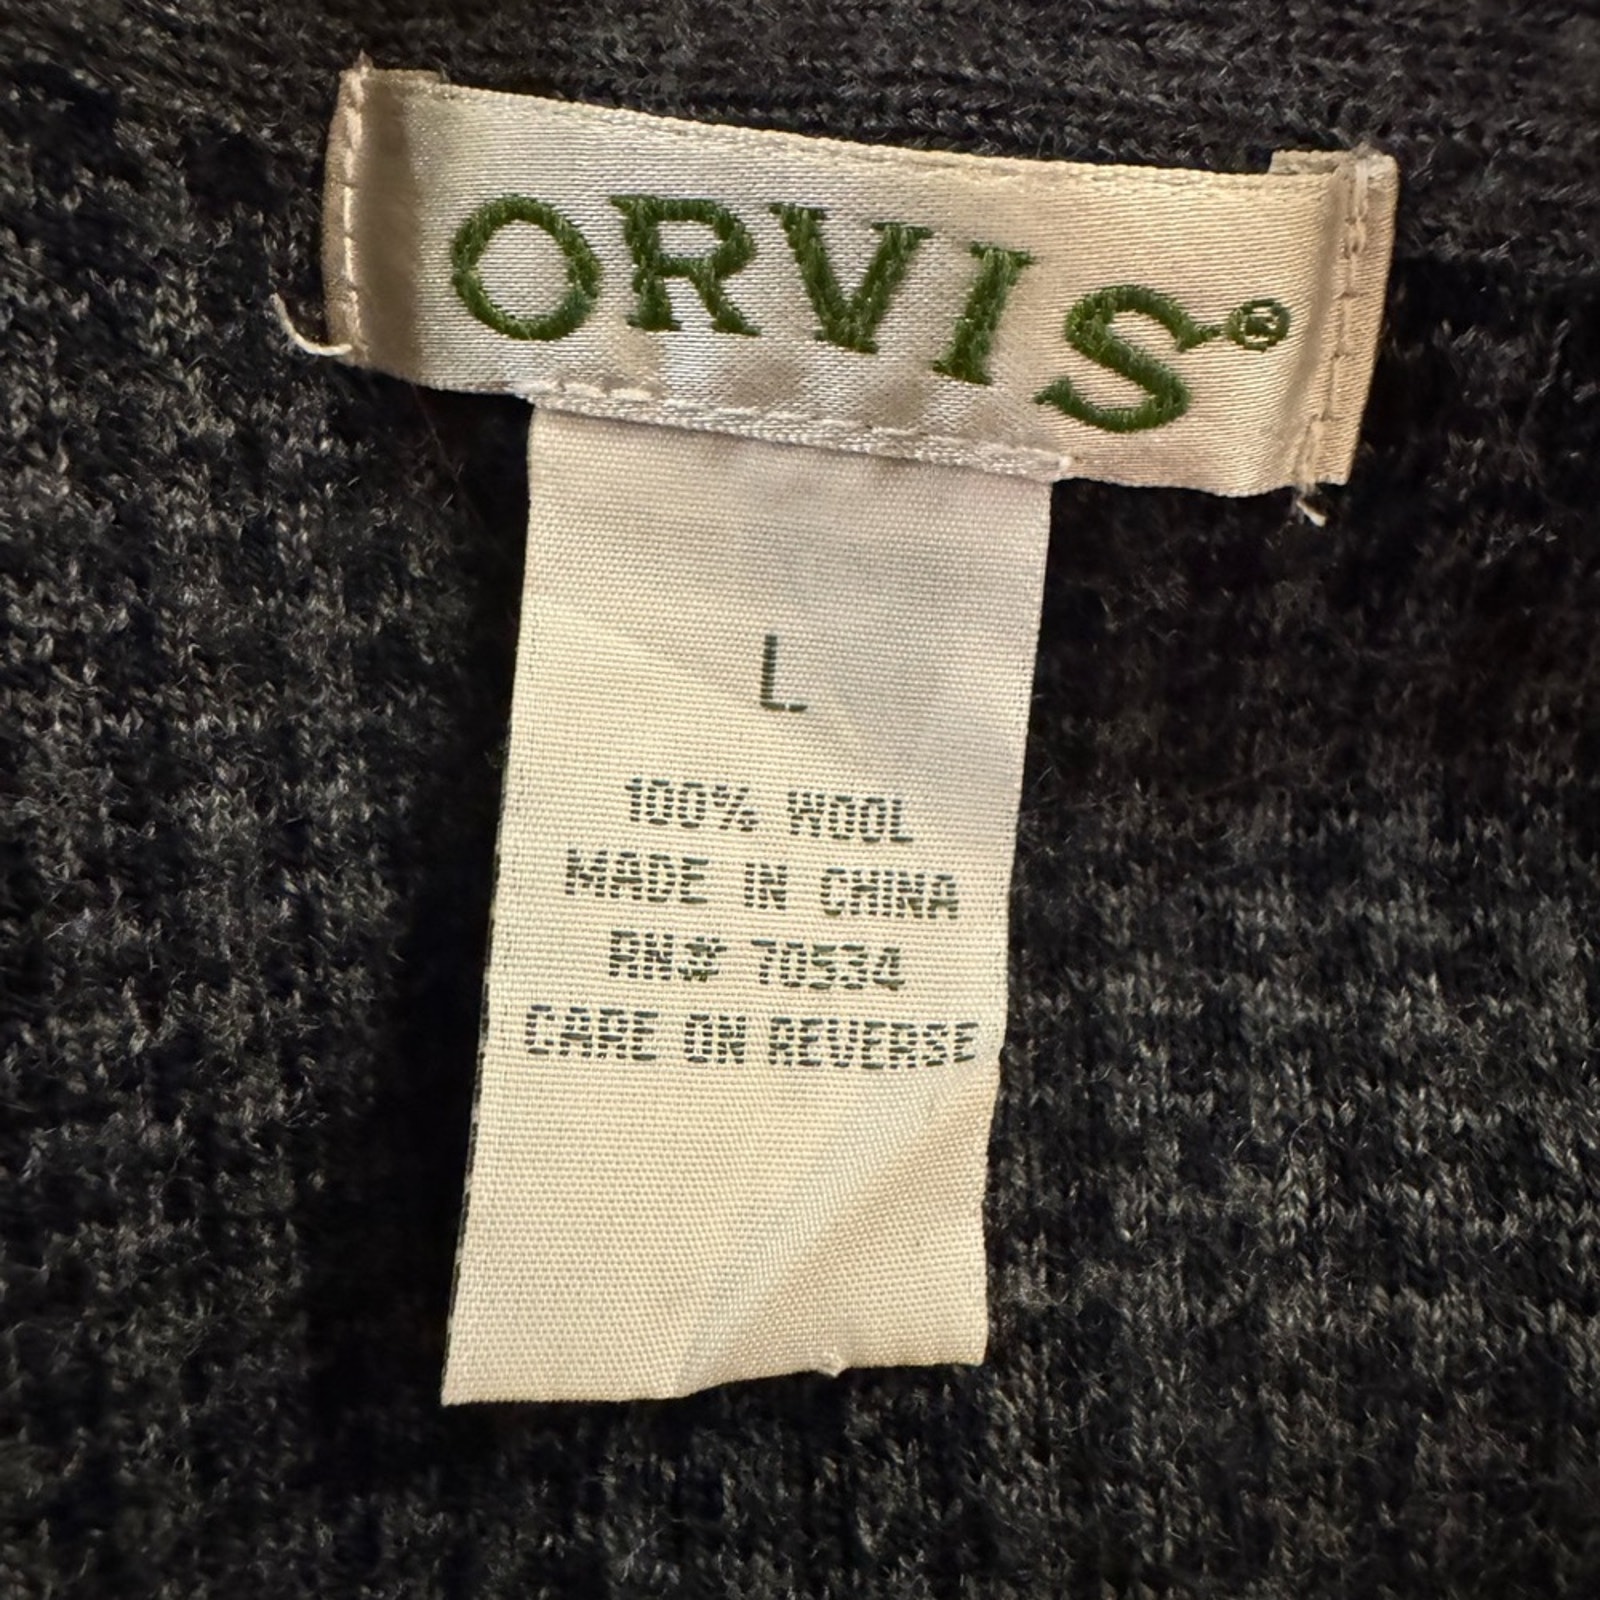 ORVIS®
L
100% WOOL
MADE IN CHINA
RN# 70534
CARE ON REVERSE